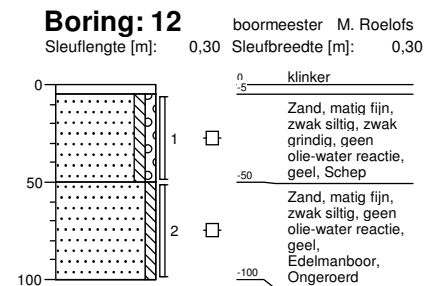 Boring: 12
boormeester M. Roelofs
Sleuflengte [m]: 0,30 Sleufbreedte [m]: 0,30
0
0
klinker
-5
Zand, matig fijn,
zwak siltig, zwak
grindig, geen
olie-water reactie,
geel, Schep
1
50
-50
Zand, matig fijn,
zwak siltig, geen
olie-water reactie,
geel,
Edelmanboor,
Ongeroerd
2
100
-100